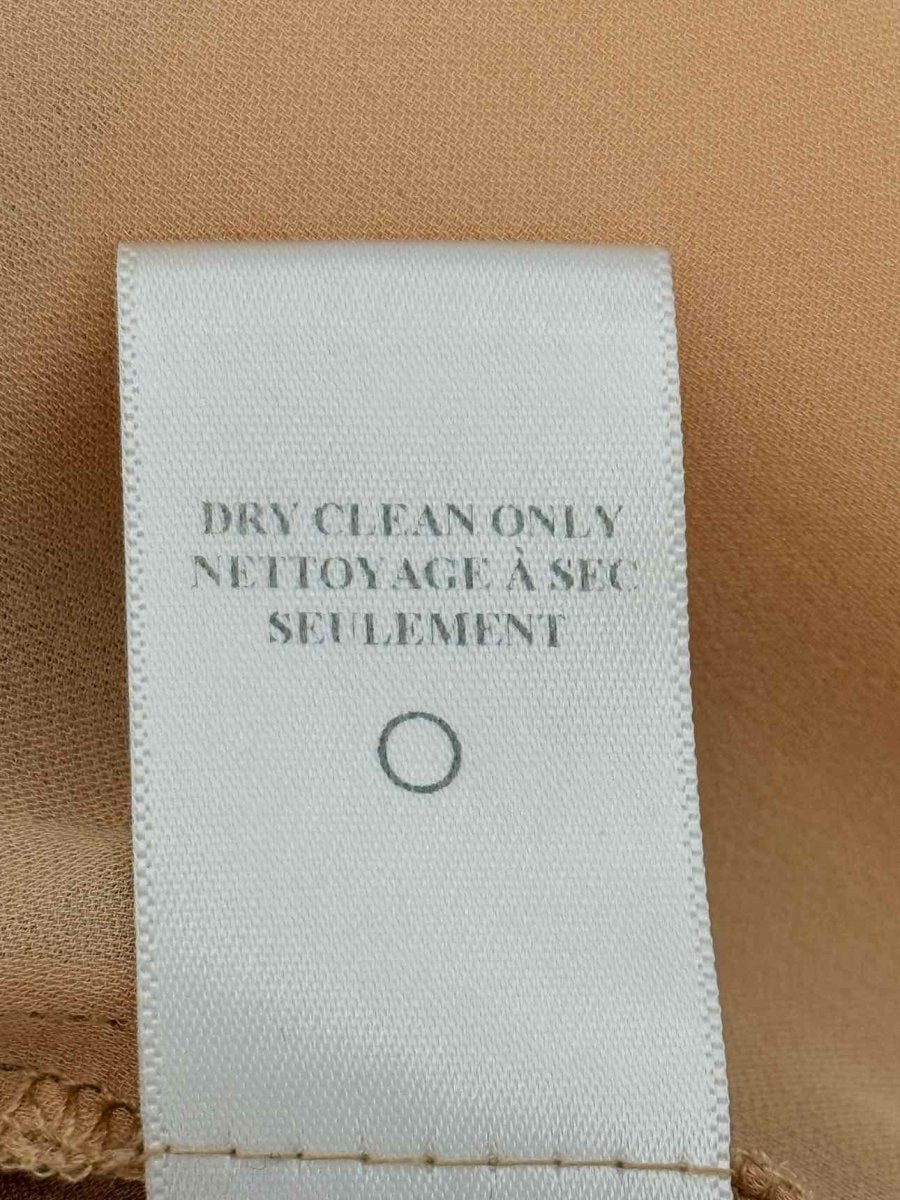 DRY CLEAN ONLY
NETTOYAGE À SEC
SEULEMENT